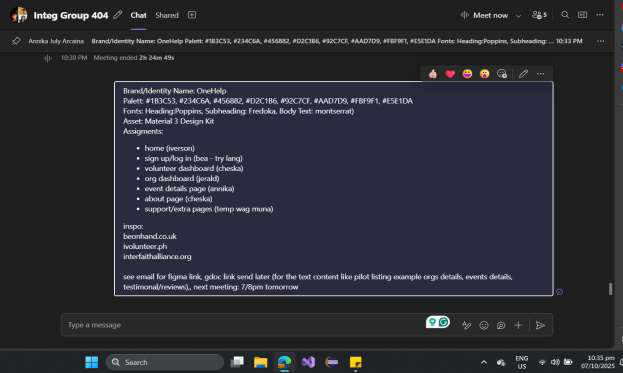 Integ Group 404
Chat
Shared
Meet now
5
Annika July Arcaina Brand/Identity Name: OneHelp Palett: #1B3C53, #234C6A, #456882, #D2C1B6, #92C7CF, #AAD7D9, #FBF9F1, #E5E1DA Fonts: Heading:Poppins, Subheading: ... 10:33 PM
10:30 PM Meeting ended 2h 24m 49s
Brand/Identity Name: OneHelp
Palett: #1B3C53, #234C6A, #456882, #D2C1B6, #92C7CF, #AAD7D9, #FBF9F1, #E5E1DA
Fonts: Heading:Poppins, Subheading: Fredoka, Body Text: montserrat)
Asset: Material 3 Design Kit
Assigments:
• home (iverson)
• sign up/log in (bea - try lang)
• volunteer dashboard (cheska)
• org dashboard (jerald)
• event details page (annika)
• about page (cheska)
• support/extra pages (temp wag muna)
inspo:
beonhand.co.uk
ivolunteer.ph
interfaithalliance.org
see email for figma link, gdoc link send later (for the text content like pilot listing example orgs details, events details,
testimonal/reviews),, next meeting: 7/8pm tomorrow
Type a message
Search
ENG
US
10:35 pm
07/10/2025